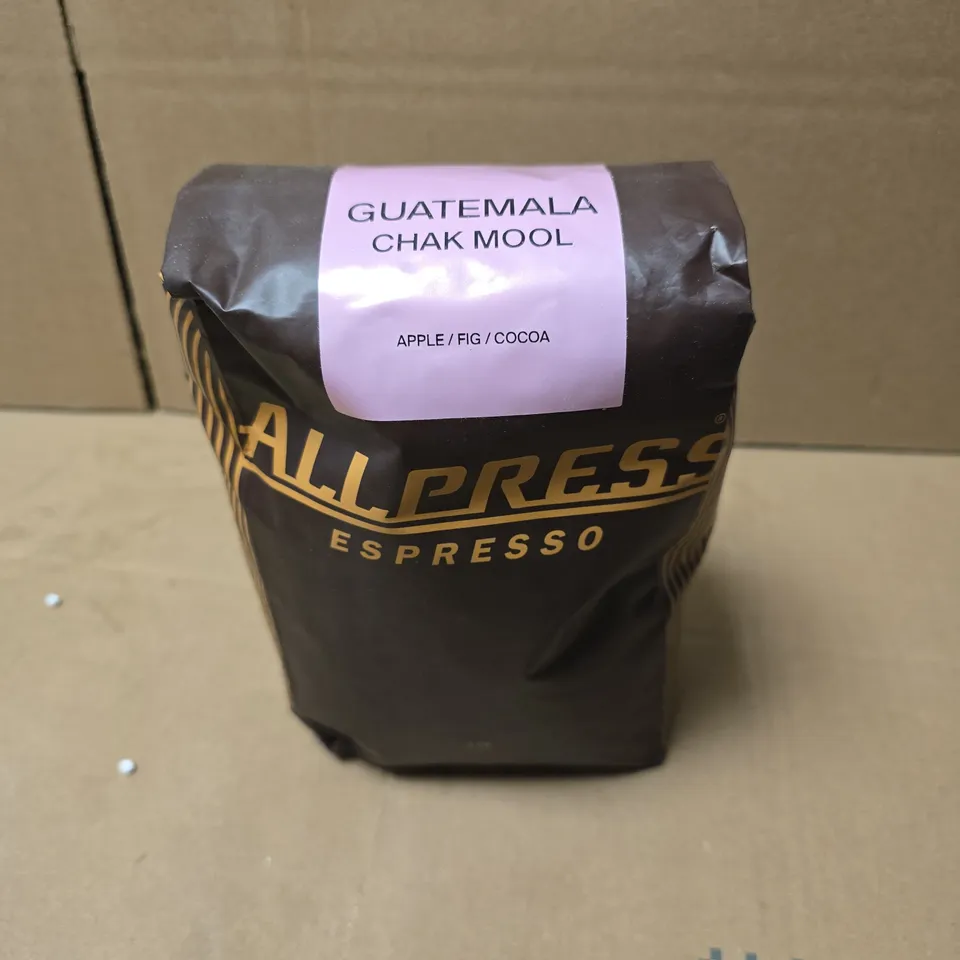 GUATEMALA
CHAK MOOL
APPLE / FIG / COCOA
ALLPRESS®
ESPRESSO